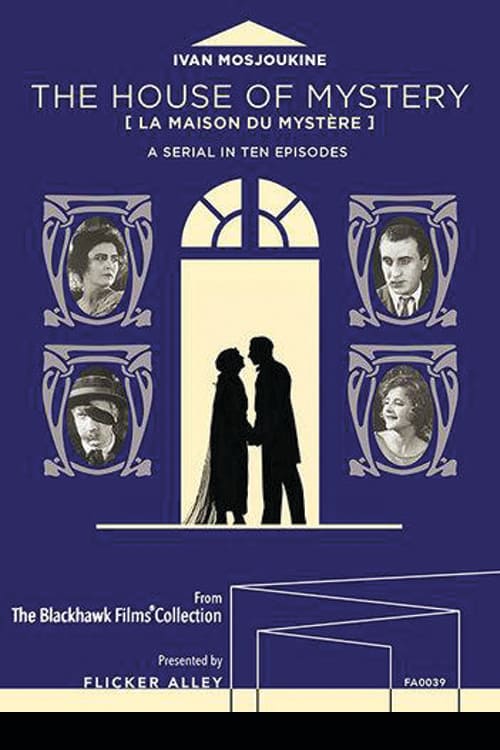 IVAN MOSJOUKINE
THE HOUSE OF MYSTERY
[ LA MAISON DU MYSTÈRE ]
A SERIAL IN TEN EPISODES
From
The Blackhawk Films® Collection
Presented by
FLICKER ALLEY
FA0039